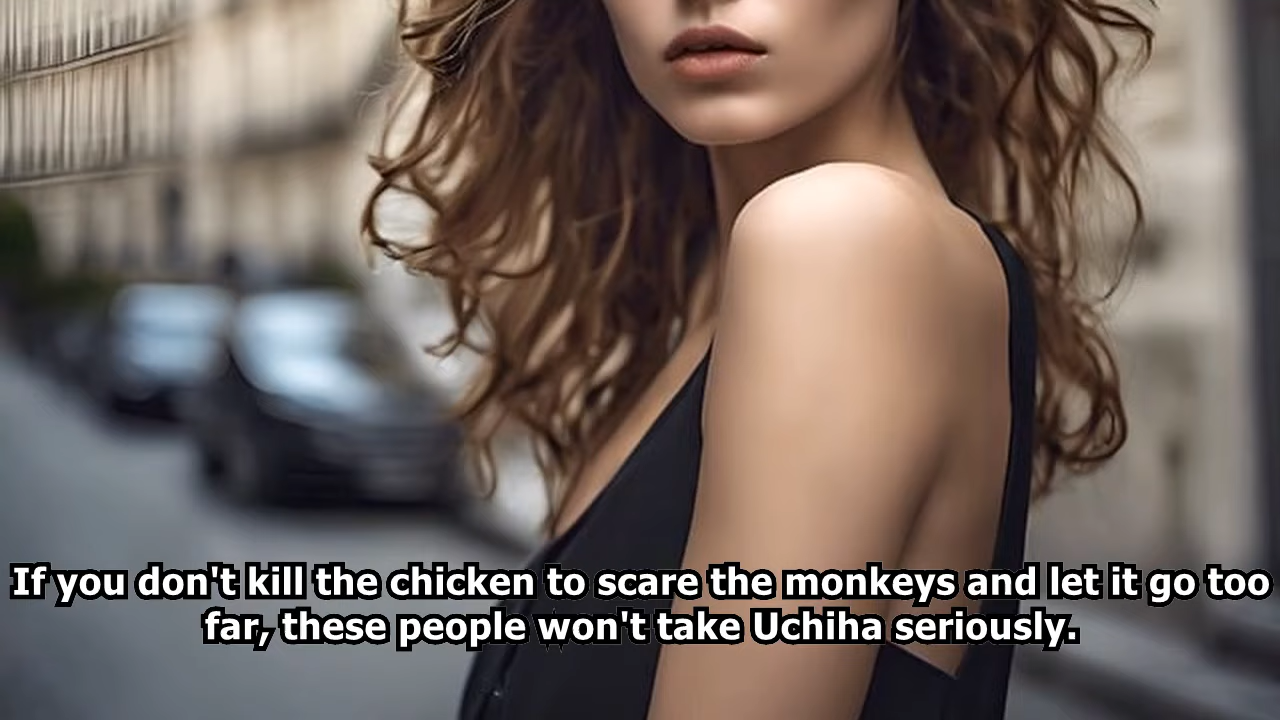 If you don't kill the chicken to scare the monkeys and let it go too
far, these people won't take Uchiha seriously.